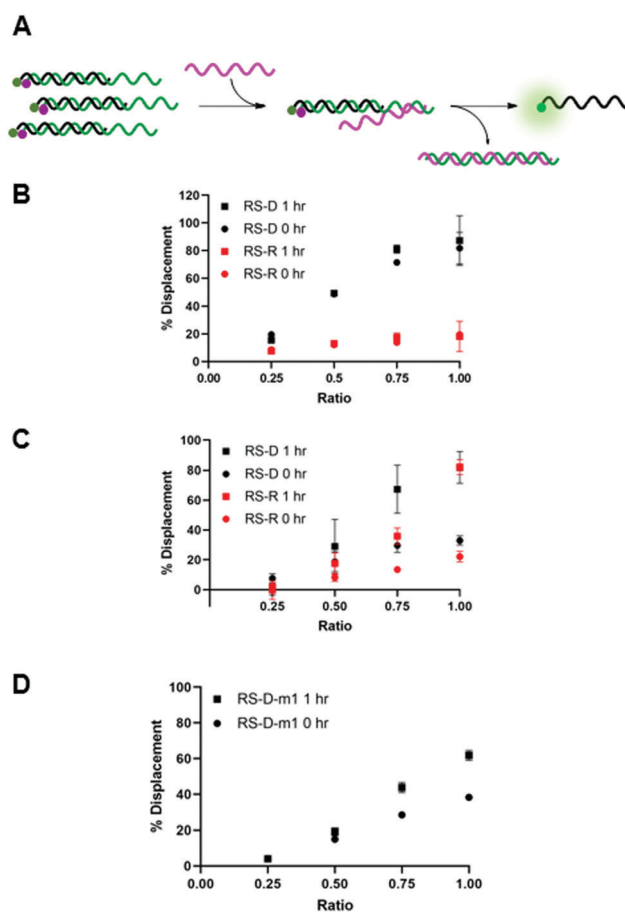 A
B
RS-D 1 hr
RS-D 0 hr
RS-R 1 hr
RS-R 0 hr
% Displacement
120
100
80
60
40
20
0
0.00 0.25 0.5 0.75 1.00
Ratio
C
RS-D 1 hr
RS-D 0 hr
RS-R 1 hr
RS-R 0 hr
% Displacement
100
80
60
40
20
0
0.25 0.50 0.75 1.00
Ratio
D
RS-D-m1 1 hr
RS-D-m1 0 hr
% Displacement
100
80
60
40
20
0
0.00 0.25 0.50 0.75 1.00
Ratio